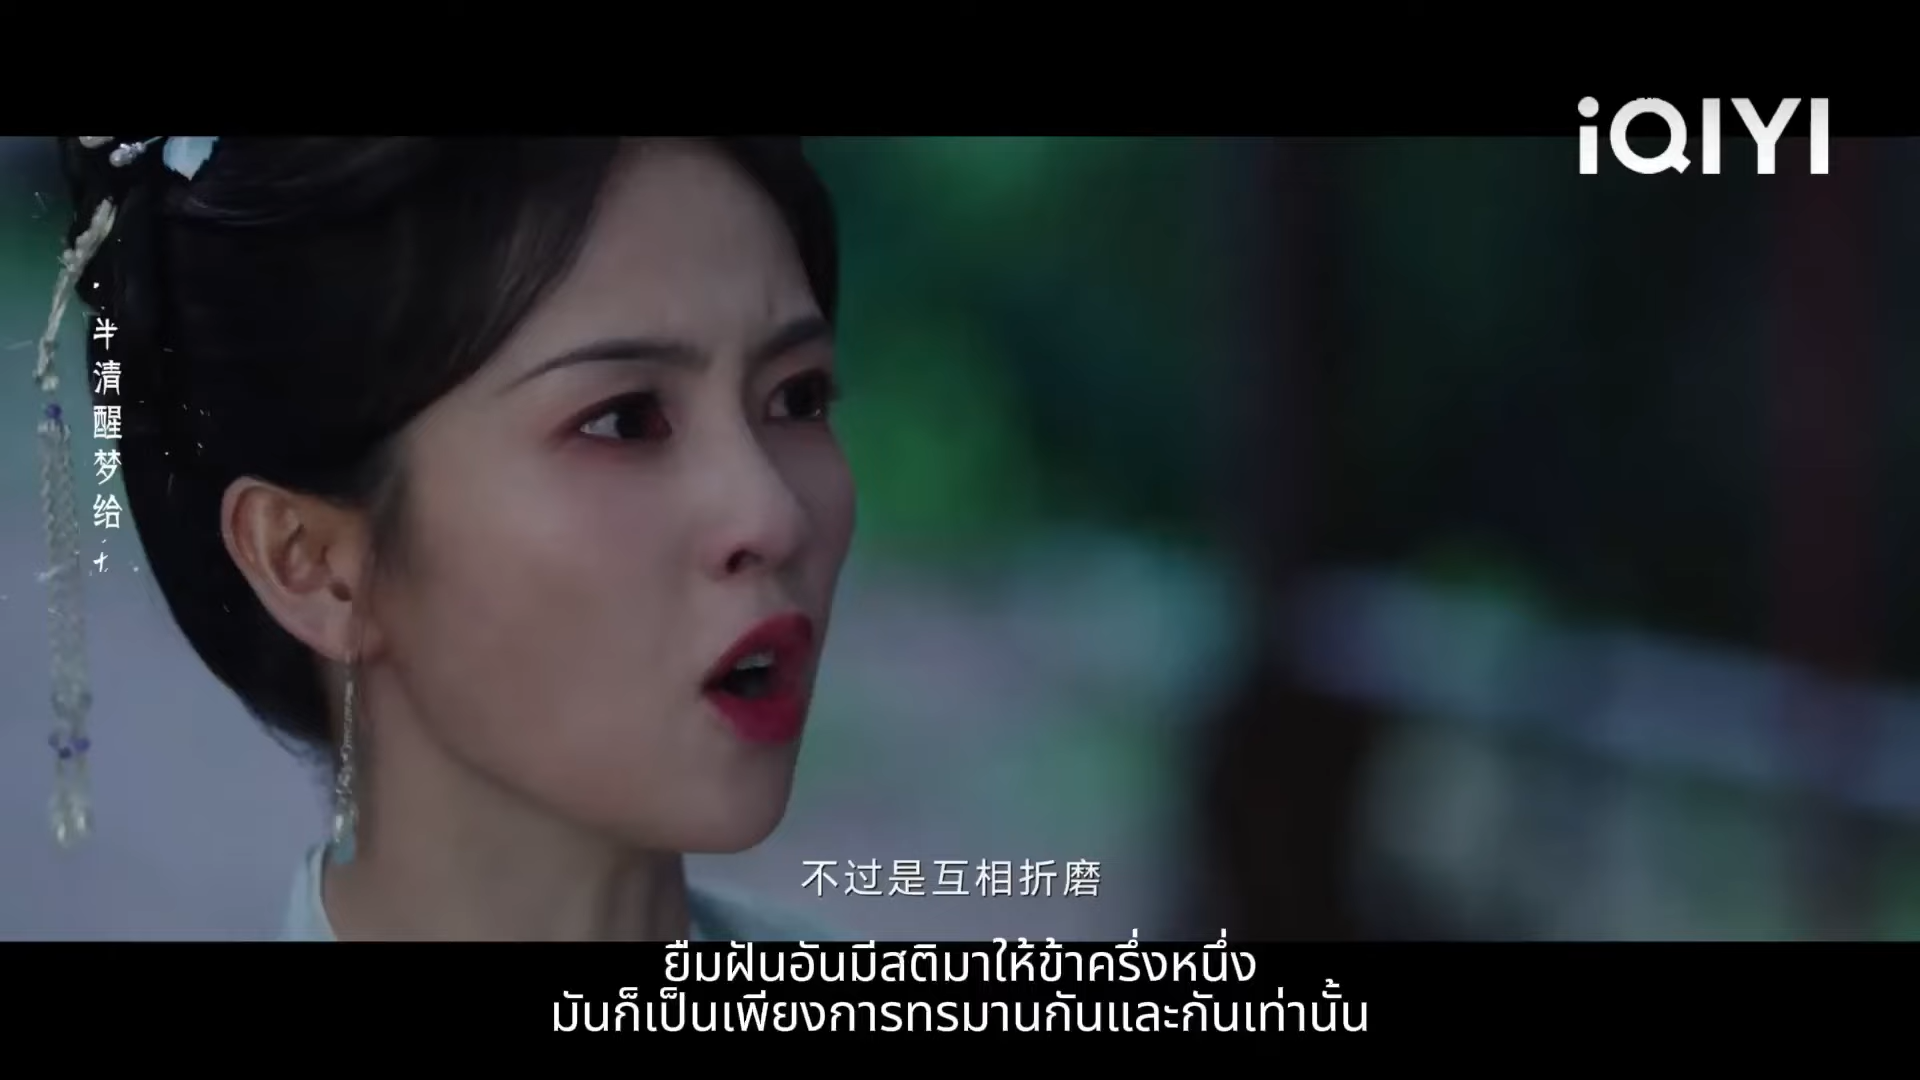 iQIYI
半清醒梦给
不过是互相折磨
ยืมฝันอันมีสติมาให้ข้าครึ่งหนึ่ง
มันก็เป็นเพียงการทรมานกันและกันเท่านั้น